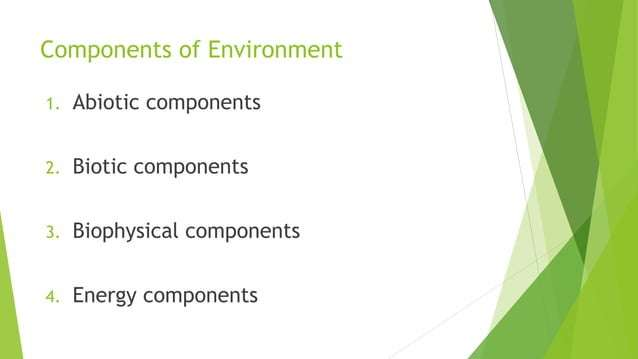 Components of Environment
1. Abiotic components
2. Biotic components
3. Biophysical components
4. Energy components